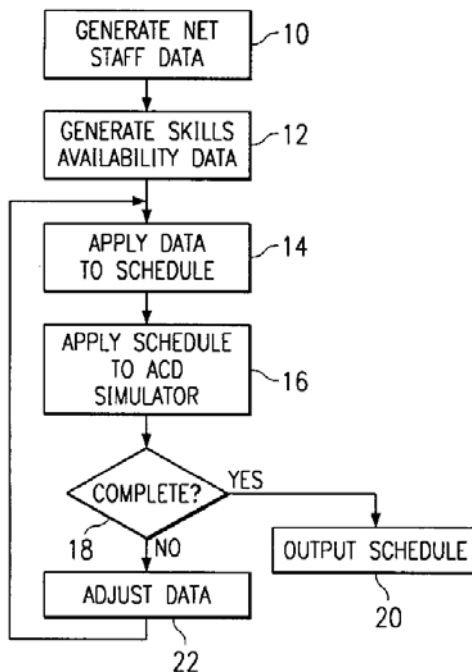 GENERATE NET
STAFF DATA
10
GENERATE SKILLS
AVAILABILITY DATA
12
APPLY DATA
TO SCHEDULE
14
APPLY SCHEDULE
TO ACD
SIMULATOR
16
COMPLETE?
YES
18
NO
OUTPUT SCHEDULE
20
ADJUST DATA
22